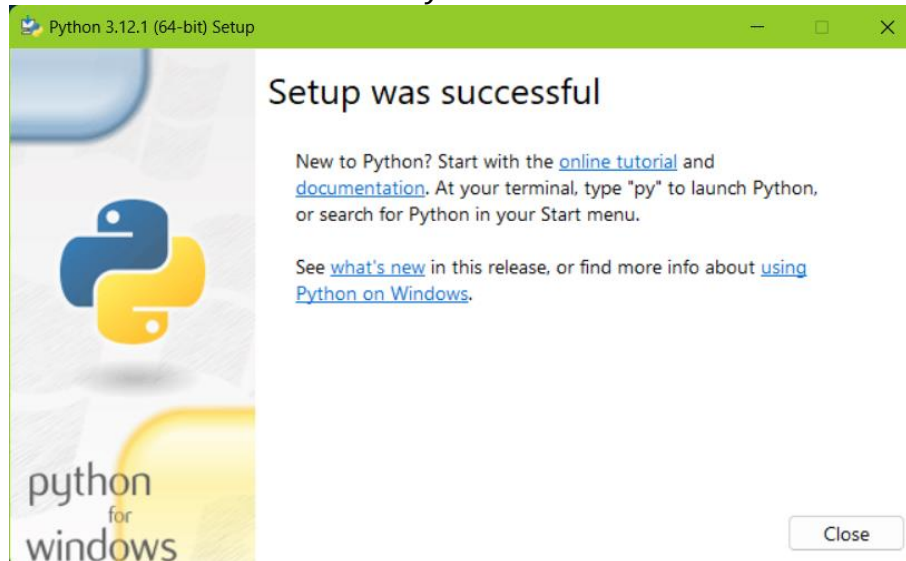 Python 3.12.1 (64-bit) Setup
Setup was successful
New to Python? Start with the online tutorial and
documentation. At your terminal, type "py" to launch Python,
or search for Python in your Start menu.
See what's new in this release, or find more info about using
Python on Windows.
python
for
windows
Close